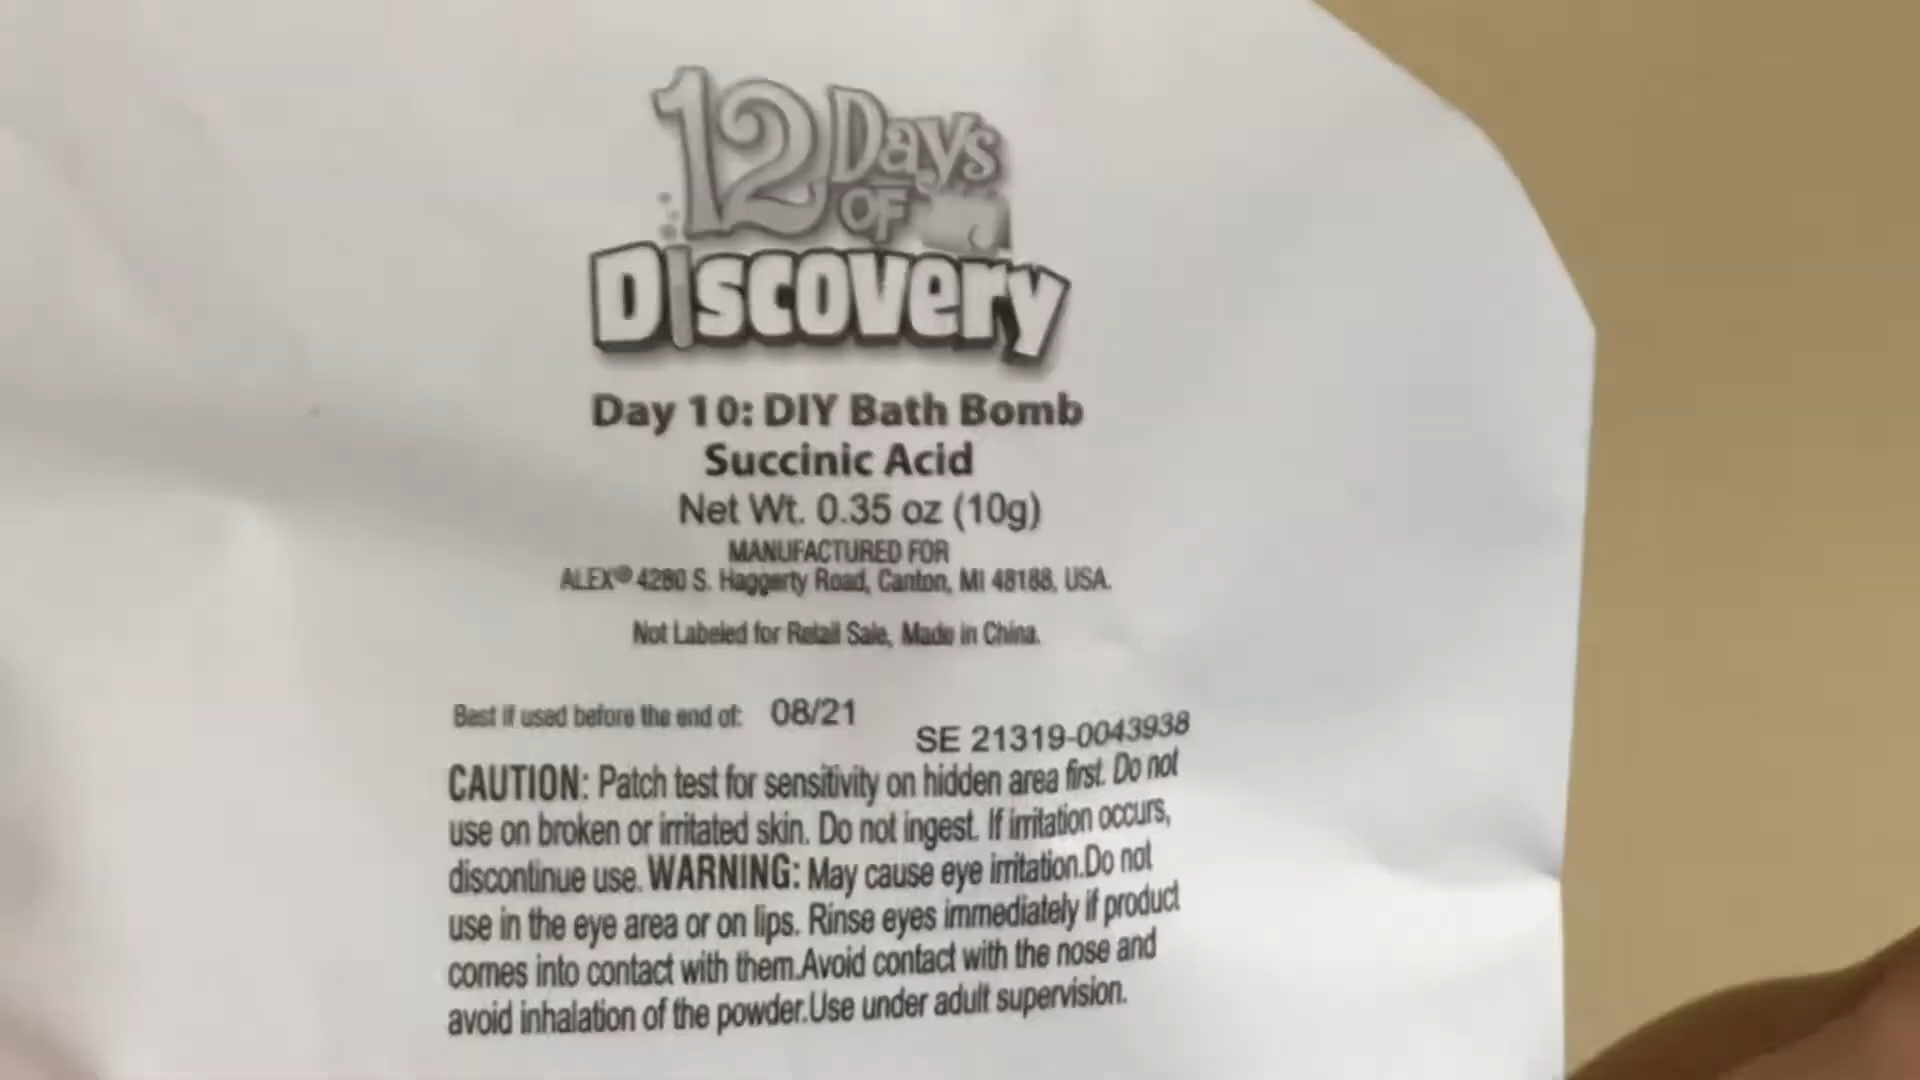 12 Days
OF
Discovery
Day 10: DIY Bath Bomb
Succinic Acid
Net Wt. 0.35 oz (10g)
MANUFACTURED FOR
ALEX® 4280 S. Haggerty Road, Canton, MI 48188, USA.
Not Labeled for Retail Sale, Made in China.
Best if used before the end of: 08/21
SE 21319-0043938
CAUTION: Patch test for sensitivity on hidden area first. Do not
use on broken or irritated skin. Do not ingest. If irritation occurs,
discontinue use. WARNING: May cause eye irritation.Do not
use in the eye area or on lips. Rinse eyes immediately if product
comes into contact with them.Avoid contact with the nose and
avoid inhalation of the powder.Use under adult supervision.